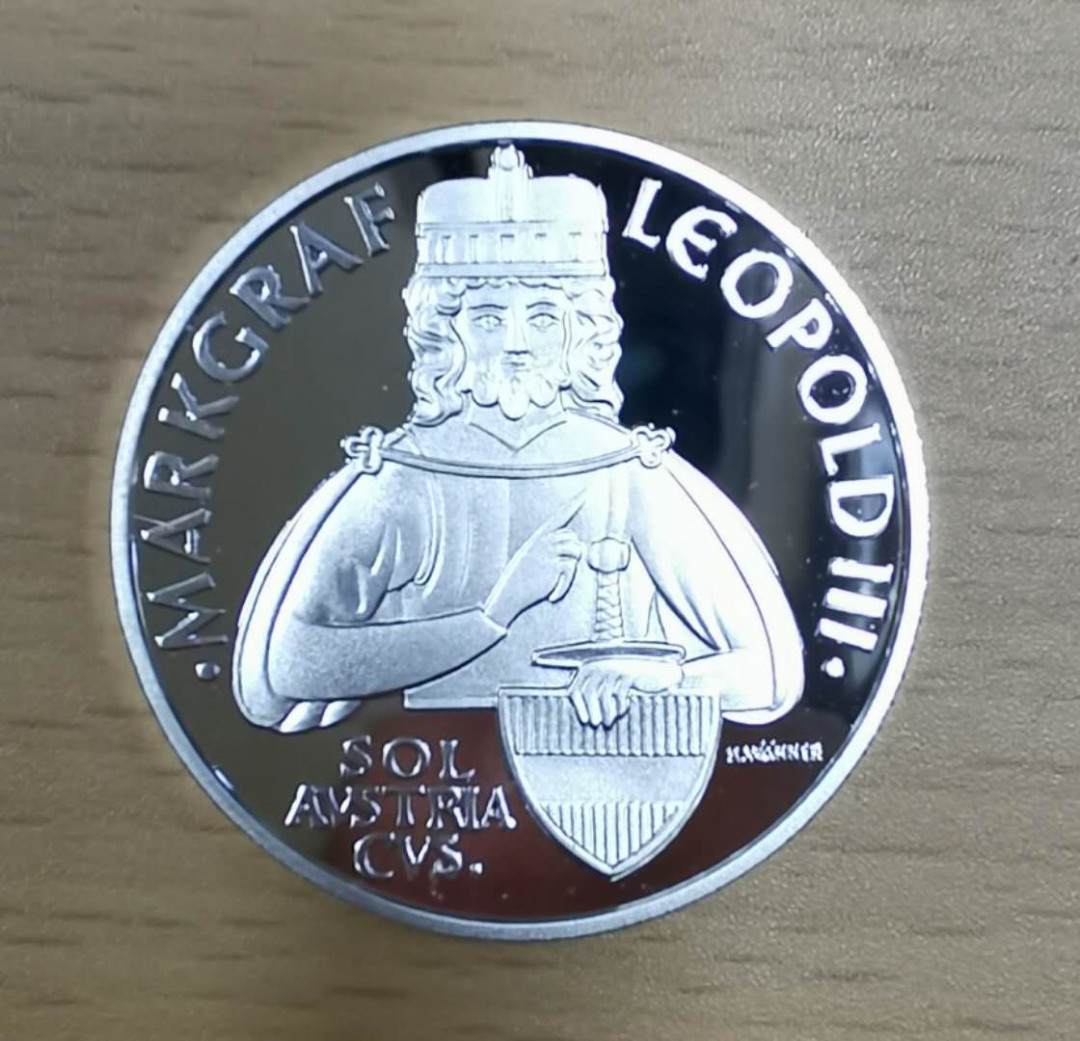 ·MARKGRAF LEOPOLD III·
SOL
AVSTRIA
CVS.